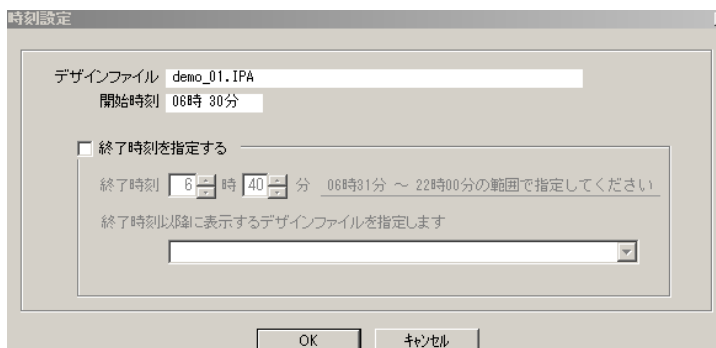 時刻設定
デザインファイル demo_01.IPA
開始時刻 06時 30分
終了時刻を指定する
終了時刻 6 時 40 分 06時31分 ～ 22時00分の範囲で指定してください
終了時刻以降に表示するデザインファイルを指定します
OK キャンセル